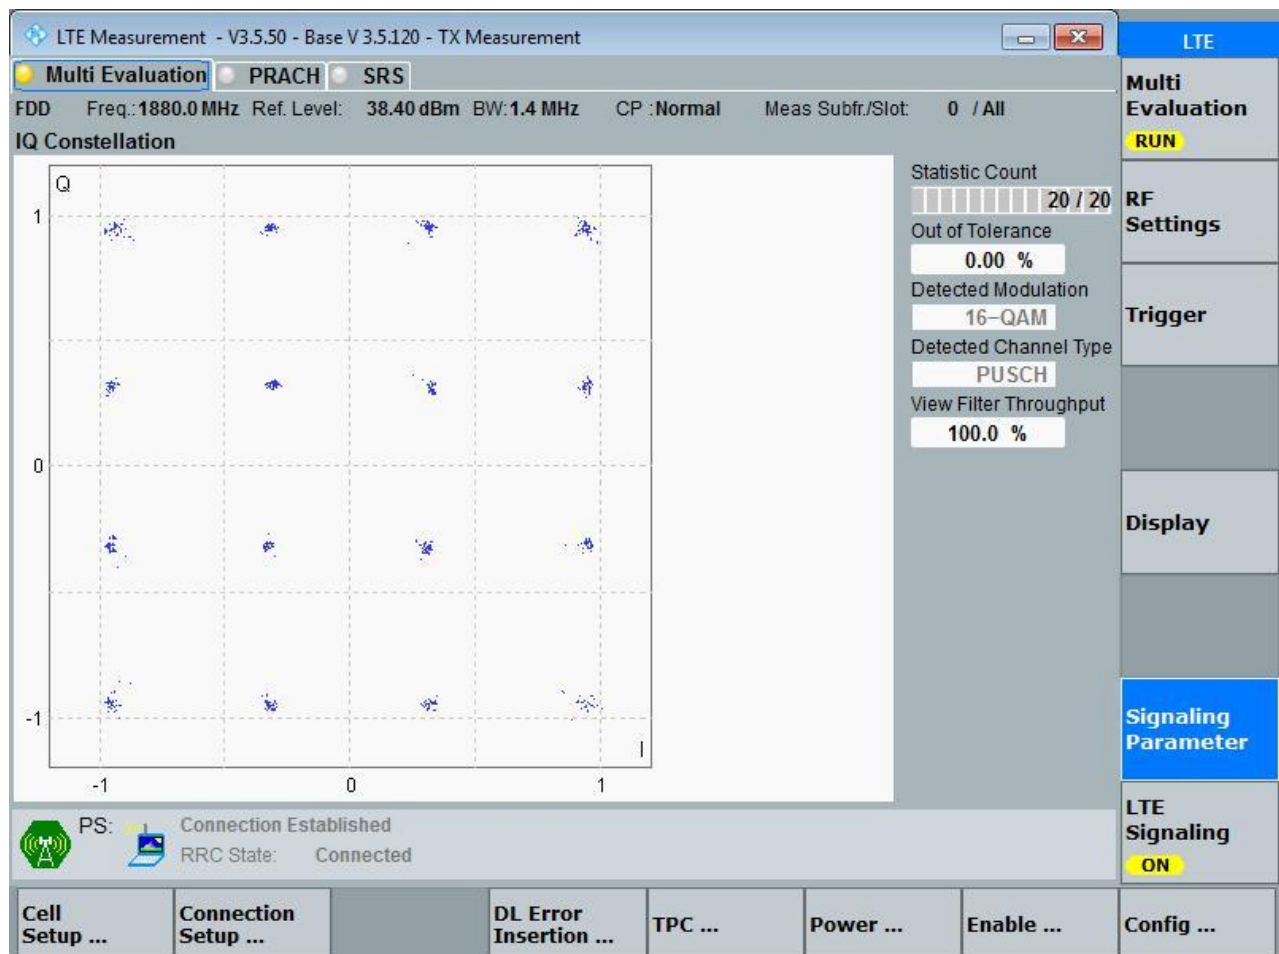 LTE Measurement - V3.5.50 - Base V 3.5.120 - TX Measurement
LTE
Multi Evaluation PRACH SRS
FDD Freq.:1880.0 MHz Ref. Level: 38.40 dBm BW:1.4 MHz CP :Normal Meas Subfr./Slot: 0 / All
IQ Constellation
Q
1
0
-1
-1 0 1
I
Statistic Count
20 / 20
Out of Tolerance
0.00 %
Detected Modulation
16-QAM
Detected Channel Type
PUSCH
View Filter Throughput
100.0 %
Multi
Evaluation
RUN
RF
Settings
Trigger
Display
Signaling
Parameter
LTE
Signaling
ON
PS: Connection Established
RRC State: Connected
Cell
Setup ...
Connection
Setup ...
DL Error
Insertion ...
TPC ...
Power ...
Enable ...
Config ...